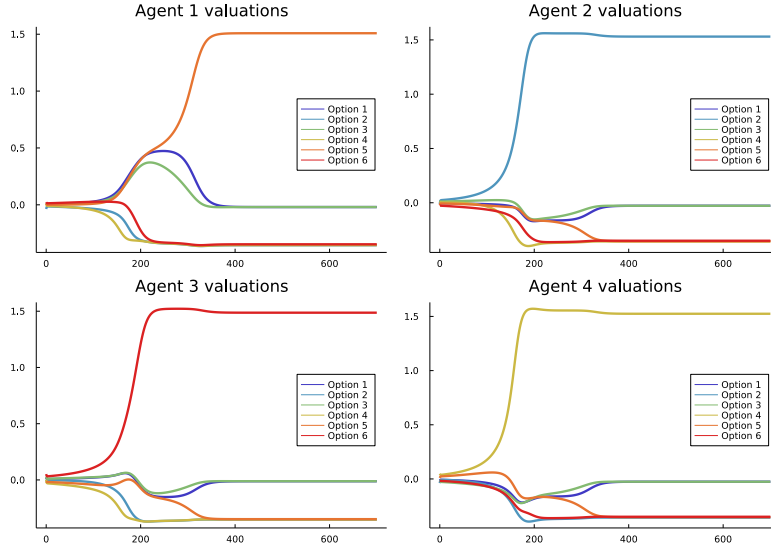 Agent 1 valuations
1.5
1.0
0.5
0.0
Option 1
Option 2
Option 3
Option 4
Option 5
Option 6
0 200 400 600
Agent 2 valuations
1.5
1.0
0.5
0.0
Option 1
Option 2
Option 3
Option 4
Option 5
Option 6
0 200 400 600
Agent 3 valuations
1.5
1.0
0.5
0.0
Option 1
Option 2
Option 3
Option 4
Option 5
Option 6
0 200 400 600
Agent 4 valuations
1.5
1.0
0.5
0.0
Option 1
Option 2
Option 3
Option 4
Option 5
Option 6
0 200 400 600